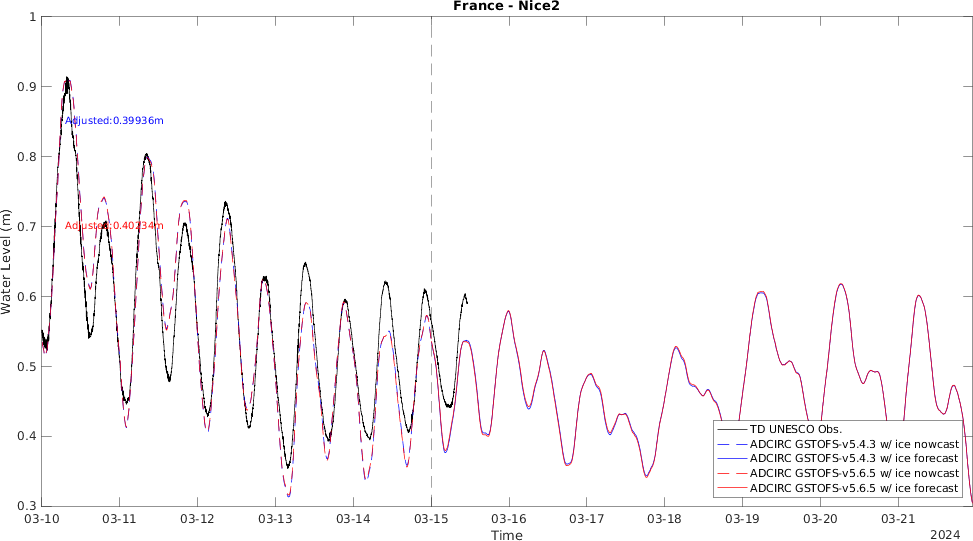 France - Nice2
1
0.9
0.8
0.7
0.6
0.5
0.4
0.3
Water Level (m)
Adjusted:0.39936m
Adjusted:0.40234m
TD UNESCO Obs.
ADCIRC GSTOFS-v5.4.3 w/ ice nowcast
ADCIRC GSTOFS-v5.4.3 w/ ice forecast
ADCIRC GSTOFS-v5.6.5 w/ ice nowcast
ADCIRC GSTOFS-v5.6.5 w/ ice forecast
03-10 03-11 03-12 03-13 03-14 03-15 03-16 03-17 03-18 03-19 03-20 03-21
Time
2024